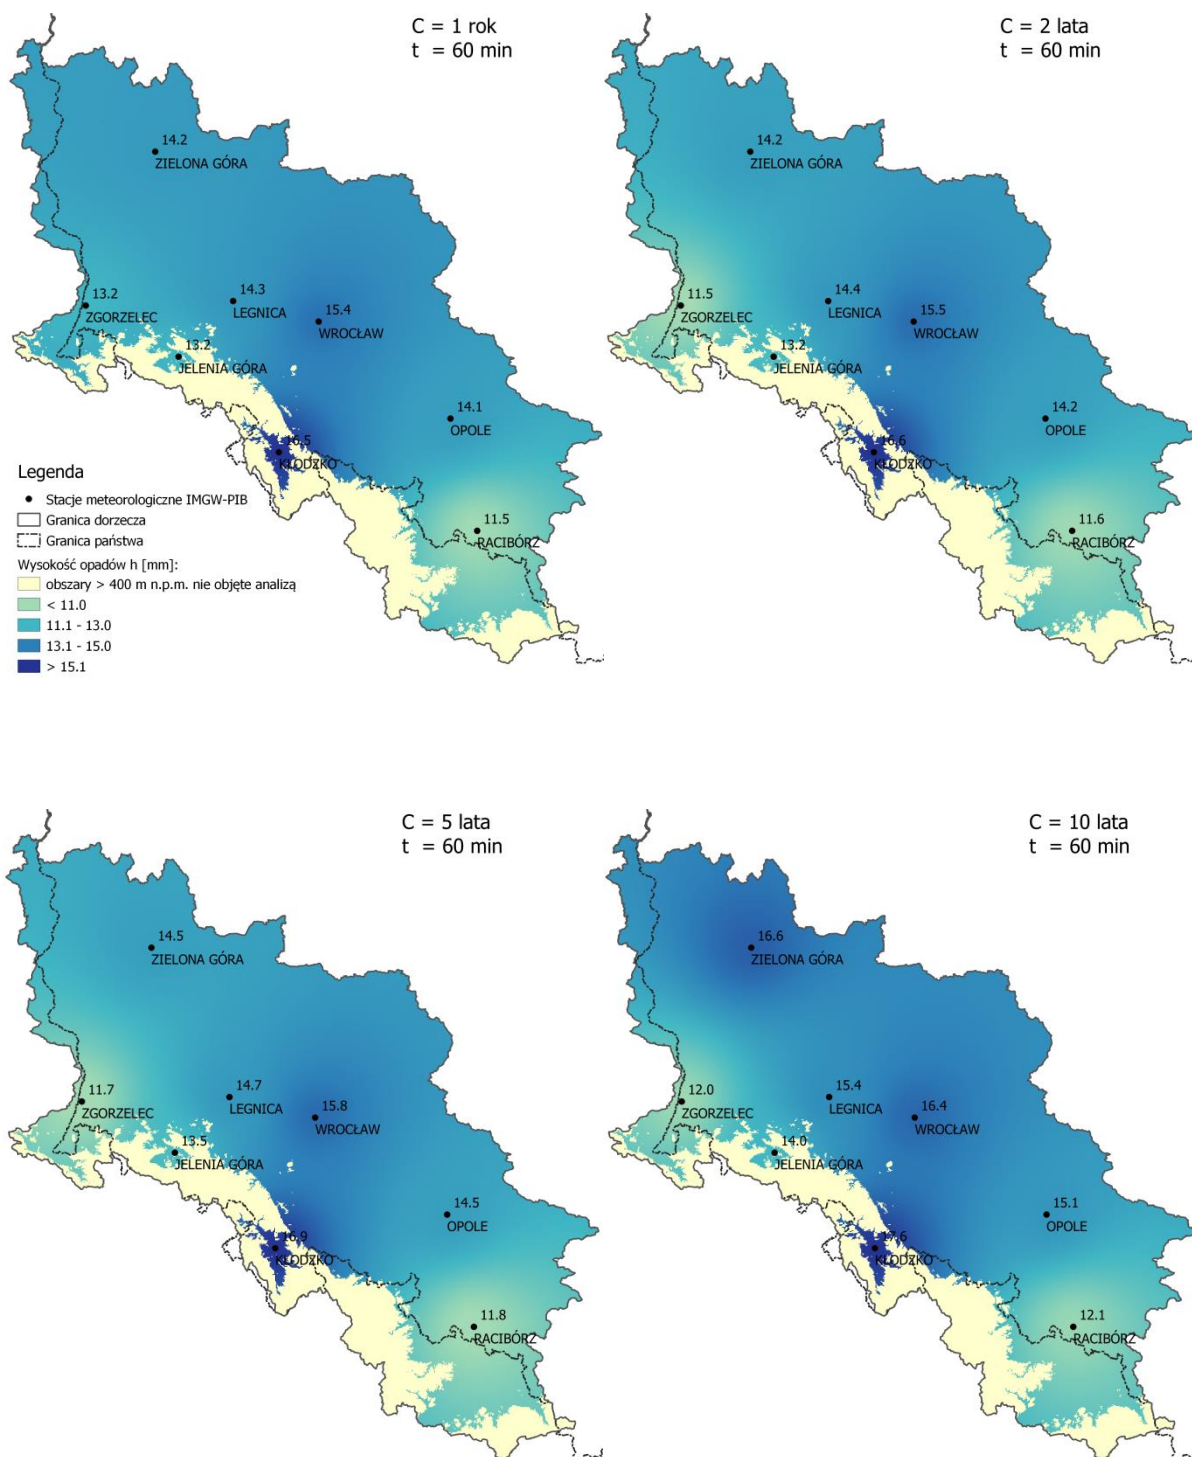 C = 1 rok
t = 60 min
14.2
ZIELONA GÓRA
13.2
ZGORZELEC
14.3
LEGNICA
15.4
WROCŁAW
13.2
JELENIA GÓRA
14.1
OPOLE
16.5
KŁODZKO
11.5
RACIBÓRZ
Legenda
Stacje meteorologiczne IMGW-PIB
Granica dorzecza
Granica państwa
Wysokość opadów h [mm]:
obszary > 400 m n.p.m. nie objęte analizą
< 11.0
11.1 - 13.0
13.1 - 15.0
> 15.1
C = 2 lata
t = 60 min
14.2
ZIELONA GÓRA
11.5
ZGORZELEC
14.4
LEGNICA
15.5
WROCŁAW
13.2
JELENIA GÓRA
14.2
OPOLE
16.6
KŁODZKO
11.6
RACIBÓRZ
C = 5 lata
t = 60 min
14.5
ZIELONA GÓRA
11.7
ZGORZELEC
14.7
LEGNICA
15.8
WROCŁAW
13.5
JELENIA GÓRA
14.5
OPOLE
16.9
KŁODZKO
11.8
RACIBÓRZ
C = 10 lata
t = 60 min
16.6
ZIELONA GÓRA
12.0
ZGORZELEC
15.4
LEGNICA
16.4
WROCŁAW
14.0
JELENIA GÓRA
15.1
OPOLE
17.6
KŁODZKO
12.1
RACIBÓRZ